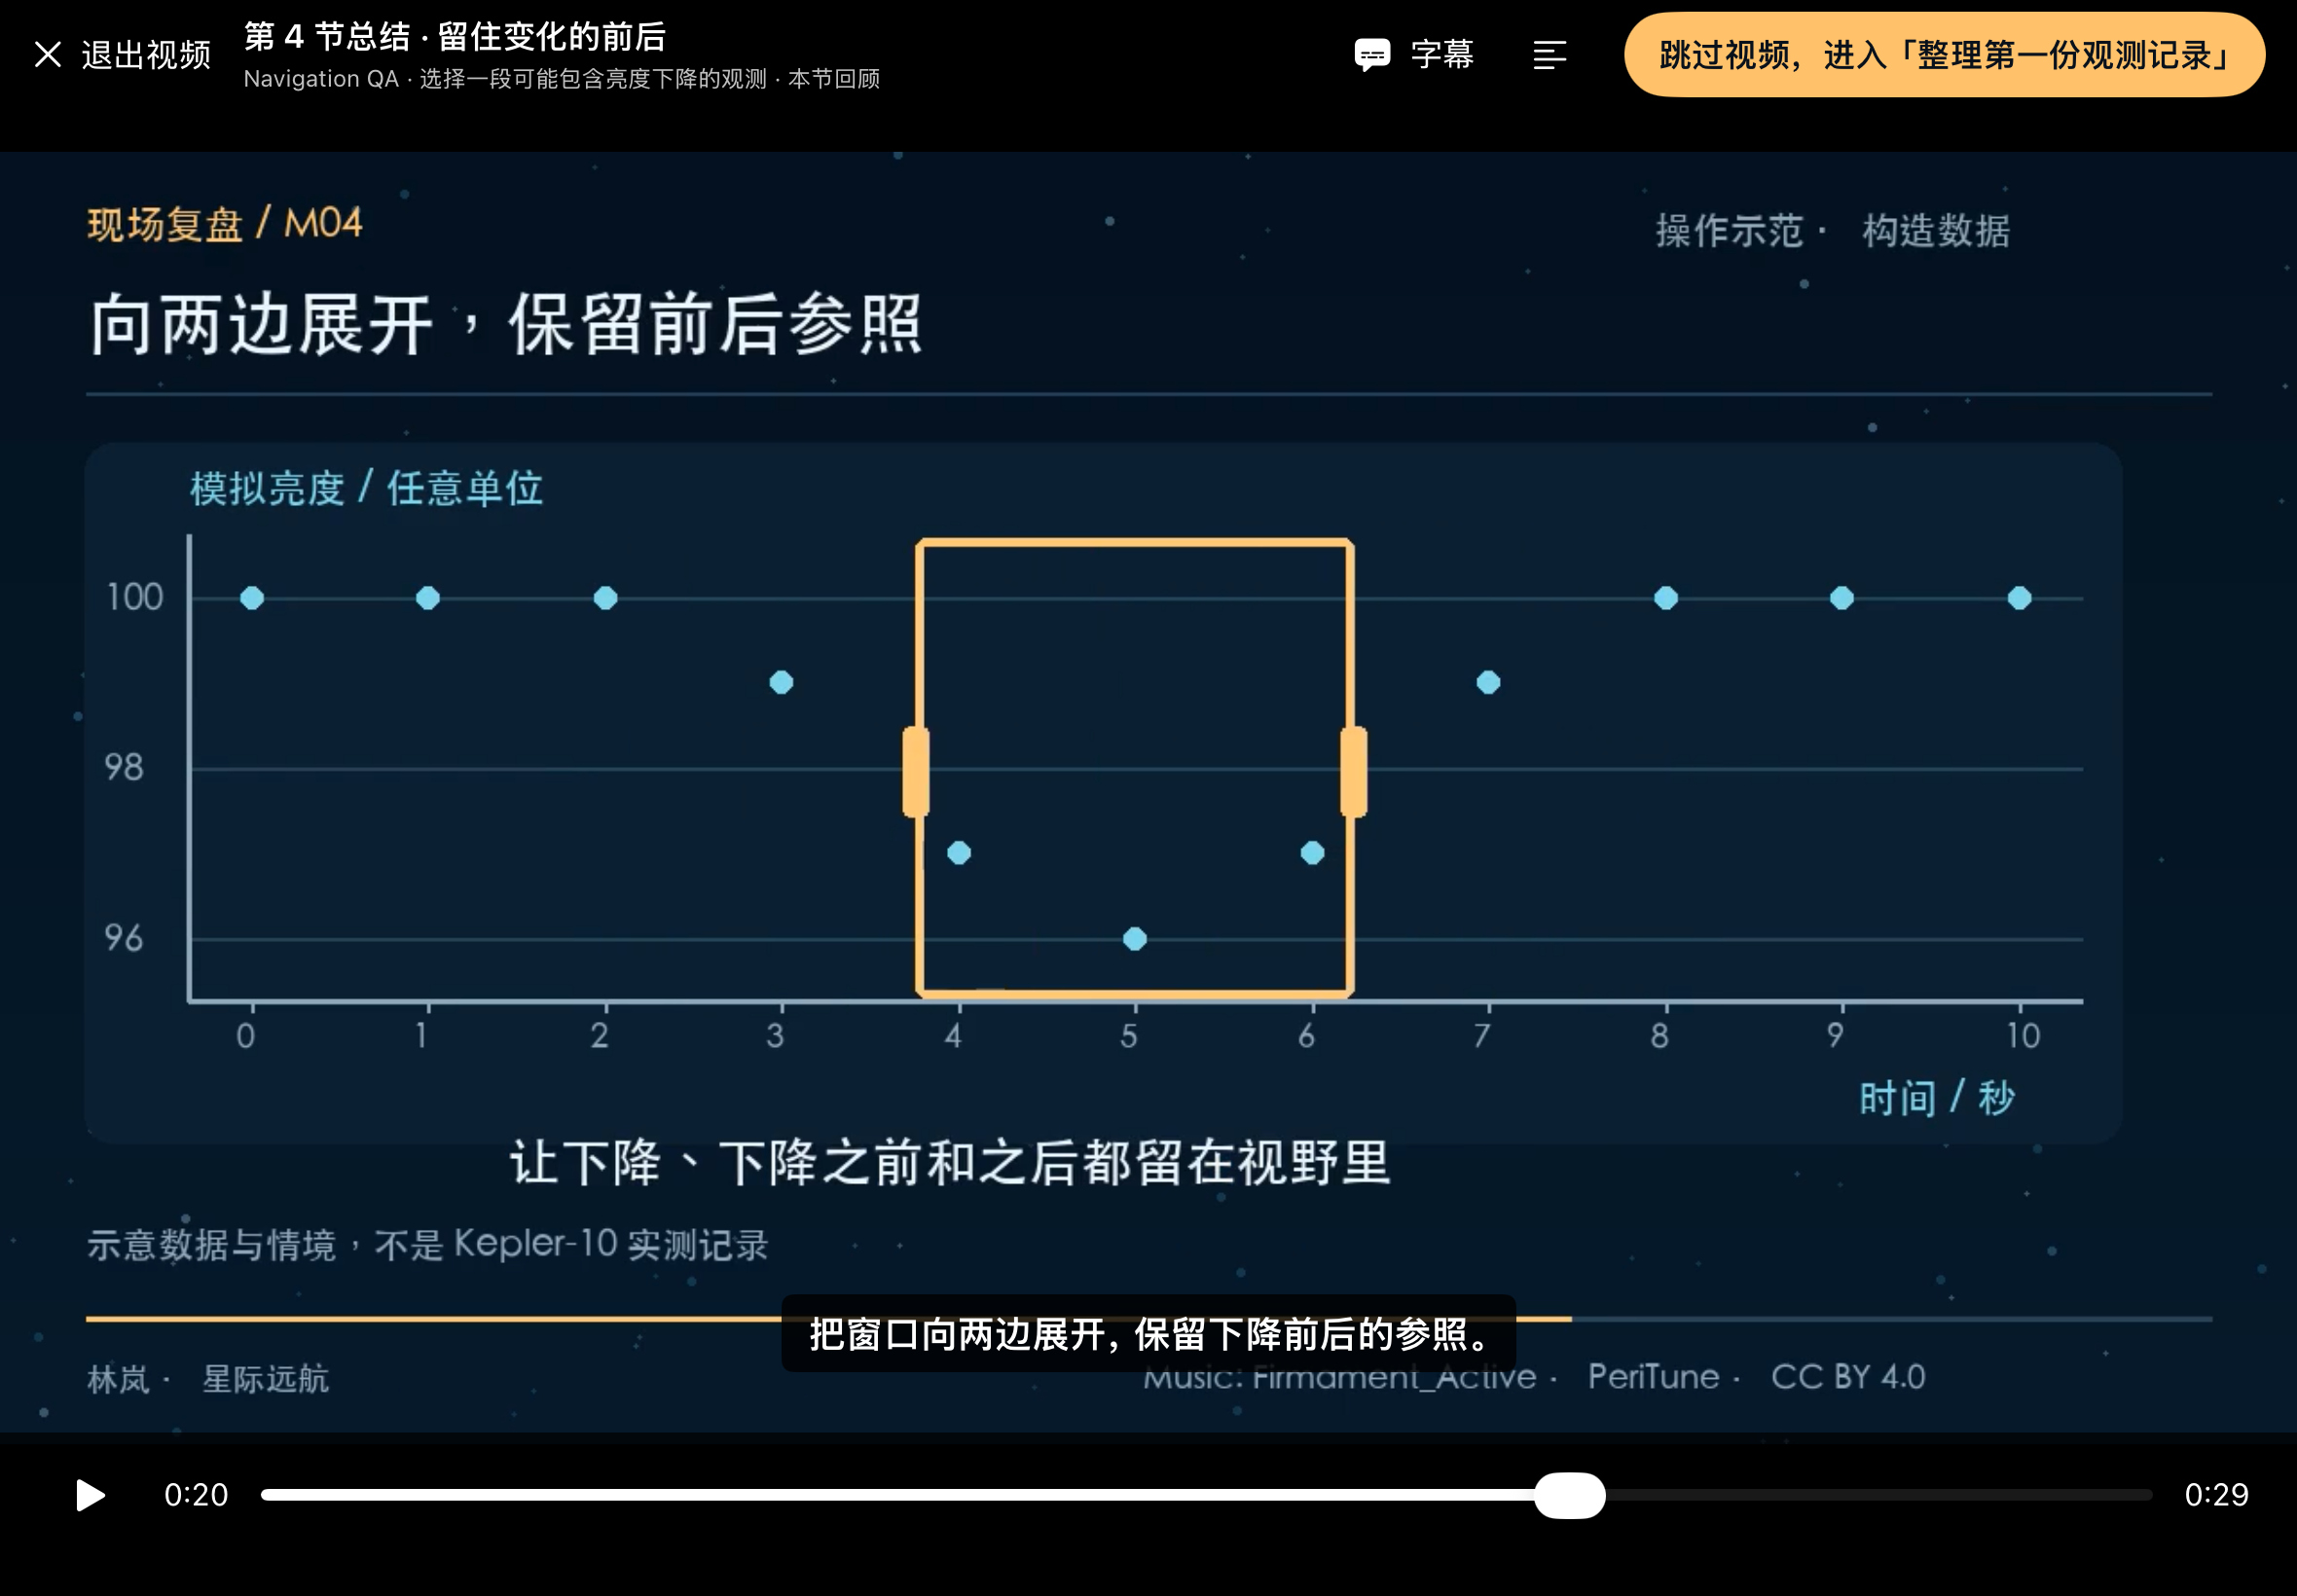 退出视频
第 4 节总结 · 留住变化的前后
Navigation QA · 选择一段可能包含亮度下降的观测 · 本节回顾
字幕
跳过视频，进入「整理第一份观测记录」
现场复盘 / M04
操作示范 · 构造数据
向两边展开，保留前后参照
模拟亮度 / 任意单位
100
98
96
0 1 2 3 4 5 6 7 8 9 10
时间 / 秒
让下降、下降之前和之后都留在视野里
示意数据与情境，不是 Kepler-10 实测记录
把窗口向两边展开，保留下降前后的参照。
林岚 · 星际远航
Music: Firmament_Active · PeriTune · CC BY 4.0
0:20
0:29